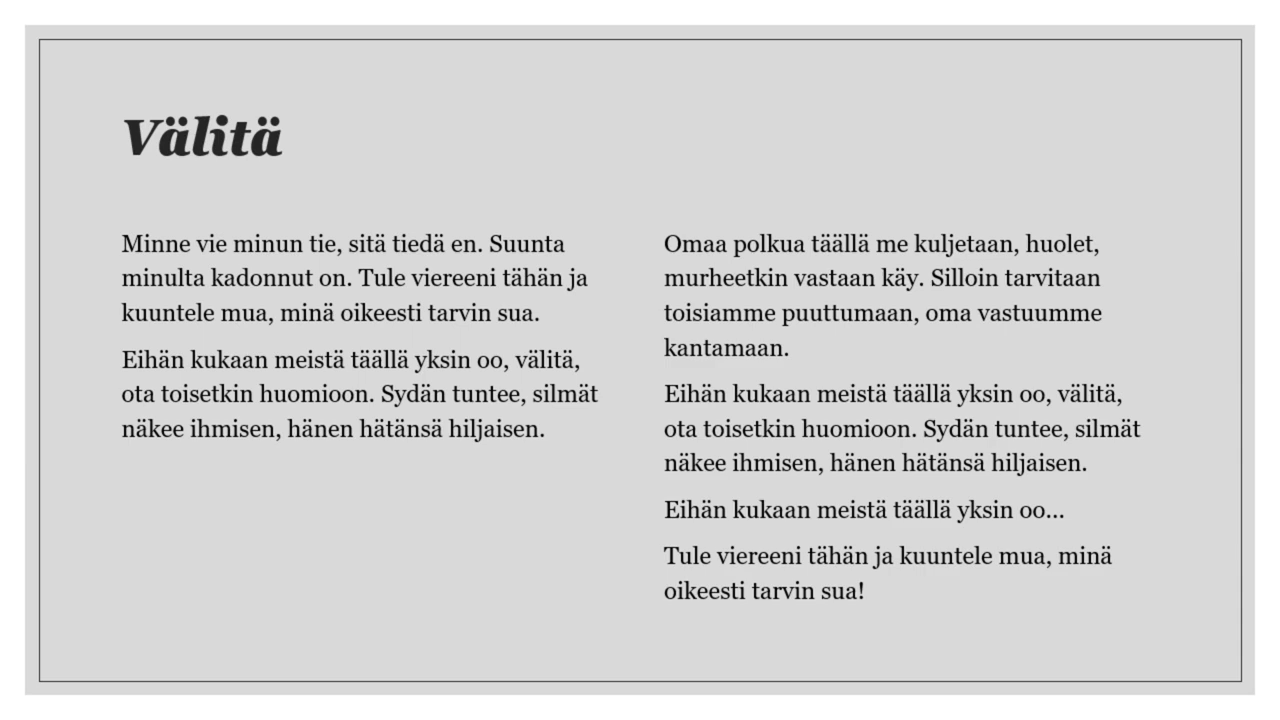 Välitä
Minne vie minun tie, sitä tiedä en. Suunta
minulta kadonnut on. Tule viereeni tähän ja
kuuntele mua, minä oikeesti tarvin sua.
Eihän kukaan meistä täällä yksin oo, välitä,
ota toisetkin huomioon. Sydän tuntee, silmät
näkee ihmisen, hänen hätänsä hiljaisen.
Omaa polkua täällä me kuljetaan, huolet,
murheetkin vastaan käy. Silloin tarvitaan
toisiamme puuttumaan, oma vastuumme
kantamaan.
Eihän kukaan meistä täällä yksin oo, välitä,
ota toisetkin huomioon. Sydän tuntee, silmät
näkee ihmisen, hänen hätänsä hiljaisen.
Eihän kukaan meistä täällä yksin oo...
Tule viereeni tähän ja kuuntele mua, minä
oikeesti tarvin sua!